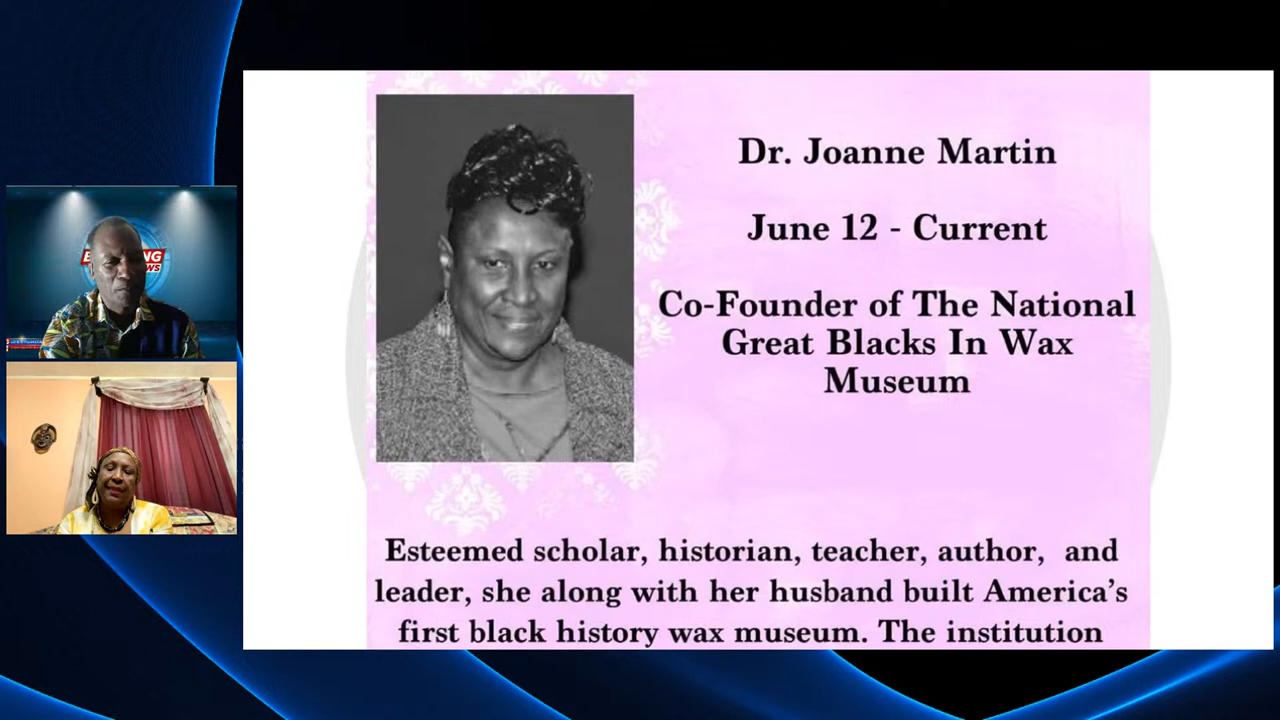 Dr. Joanne Martin
June 12 - Current
Co-Founder of The National
Great Blacks In Wax
Museum
Esteemed scholar, historian, teacher, author, and
leader, she along with her husband built America's
first black history wax museum. The institution